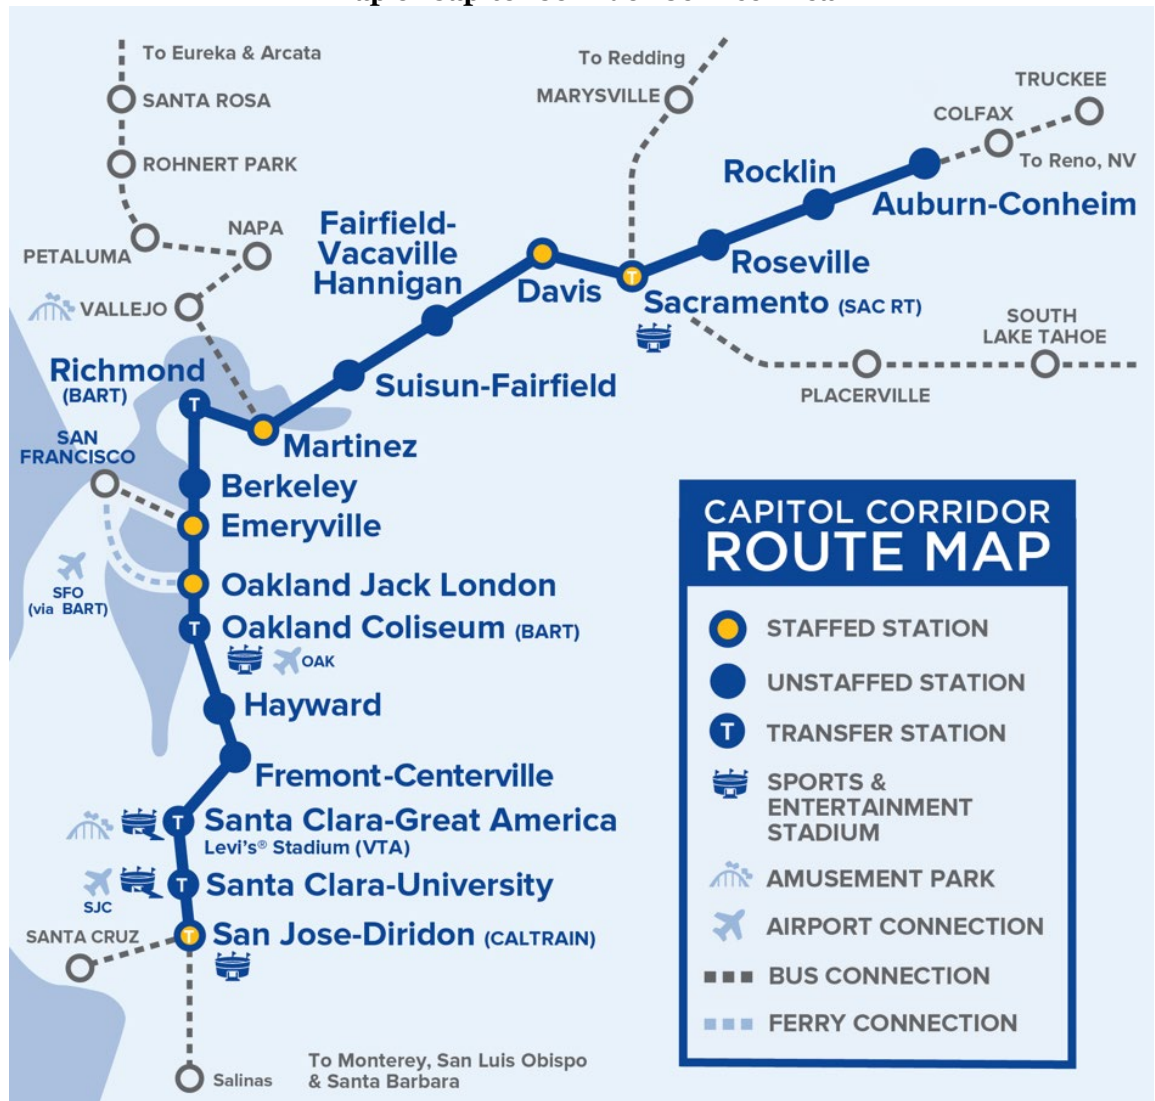 To Eureka & Arcata
SANTA ROSA
ROHNERT PARK
PETALUMA
NAPA
VALLEJO
To Redding
MARYSVILLE
TRUCKEE
COLFAX
To Reno, NV
Rocklin
Auburn-Conheim
Roseville
Fairfield-
Vacaville
Hannigan
Davis
T
Sacramento (SAC RT)
SOUTH
LAKE TAHOE
PLACERVILLE
Suisun-Fairfield
Richmond
(BART)
T
Martinez
SAN
FRANCISCO
Berkeley
Emeryville
SFO
(via BART)
Oakland Jack London
T
Oakland Coliseum (BART)
OAK
Hayward
Fremont-Centerville
T
Santa Clara-Great America
Levi's® Stadium (VTA)
T
Santa Clara-University
SJC
SANTA CRUZ
T
San Jose-Diridon (CALTRAIN)
Salinas
To Monterey, San Luis Obispo
& Santa Barbara
CAPITOL CORRIDOR
ROUTE MAP
STAFFED STATION
UNSTAFFED STATION
T
TRANSFER STATION
SPORTS &
ENTERTAINMENT
STADIUM
AMUSEMENT PARK
AIRPORT CONNECTION
BUS CONNECTION
FERRY CONNECTION